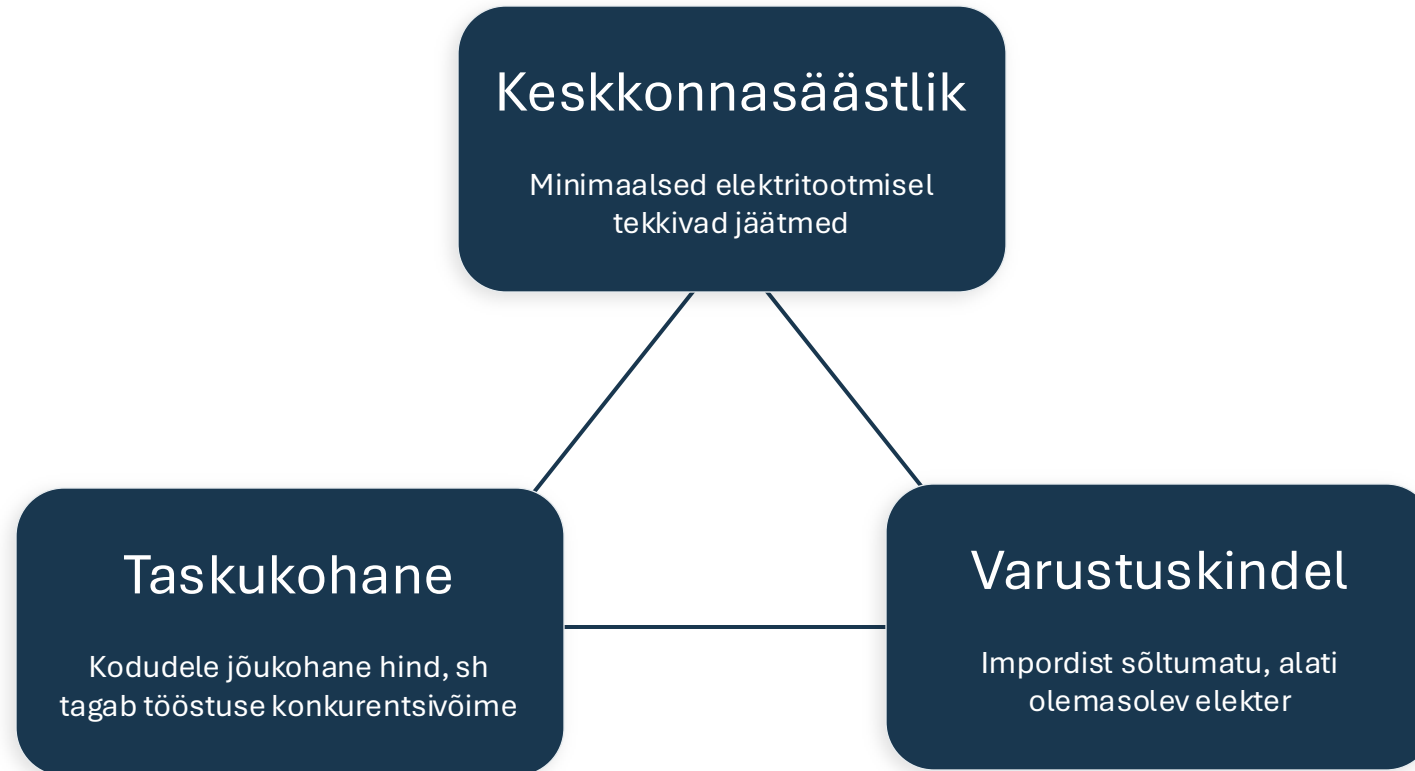 Keskkonnasäästlik
Minimaalsed elektritootmisel
tekkivad jäätmed
Taskukohane
Kodudele jõukohane hind, sh
tagab tööstuse konkurentsivõime
Varustuskindel
Impordist sõltumatu, alati
olemasolev elekter